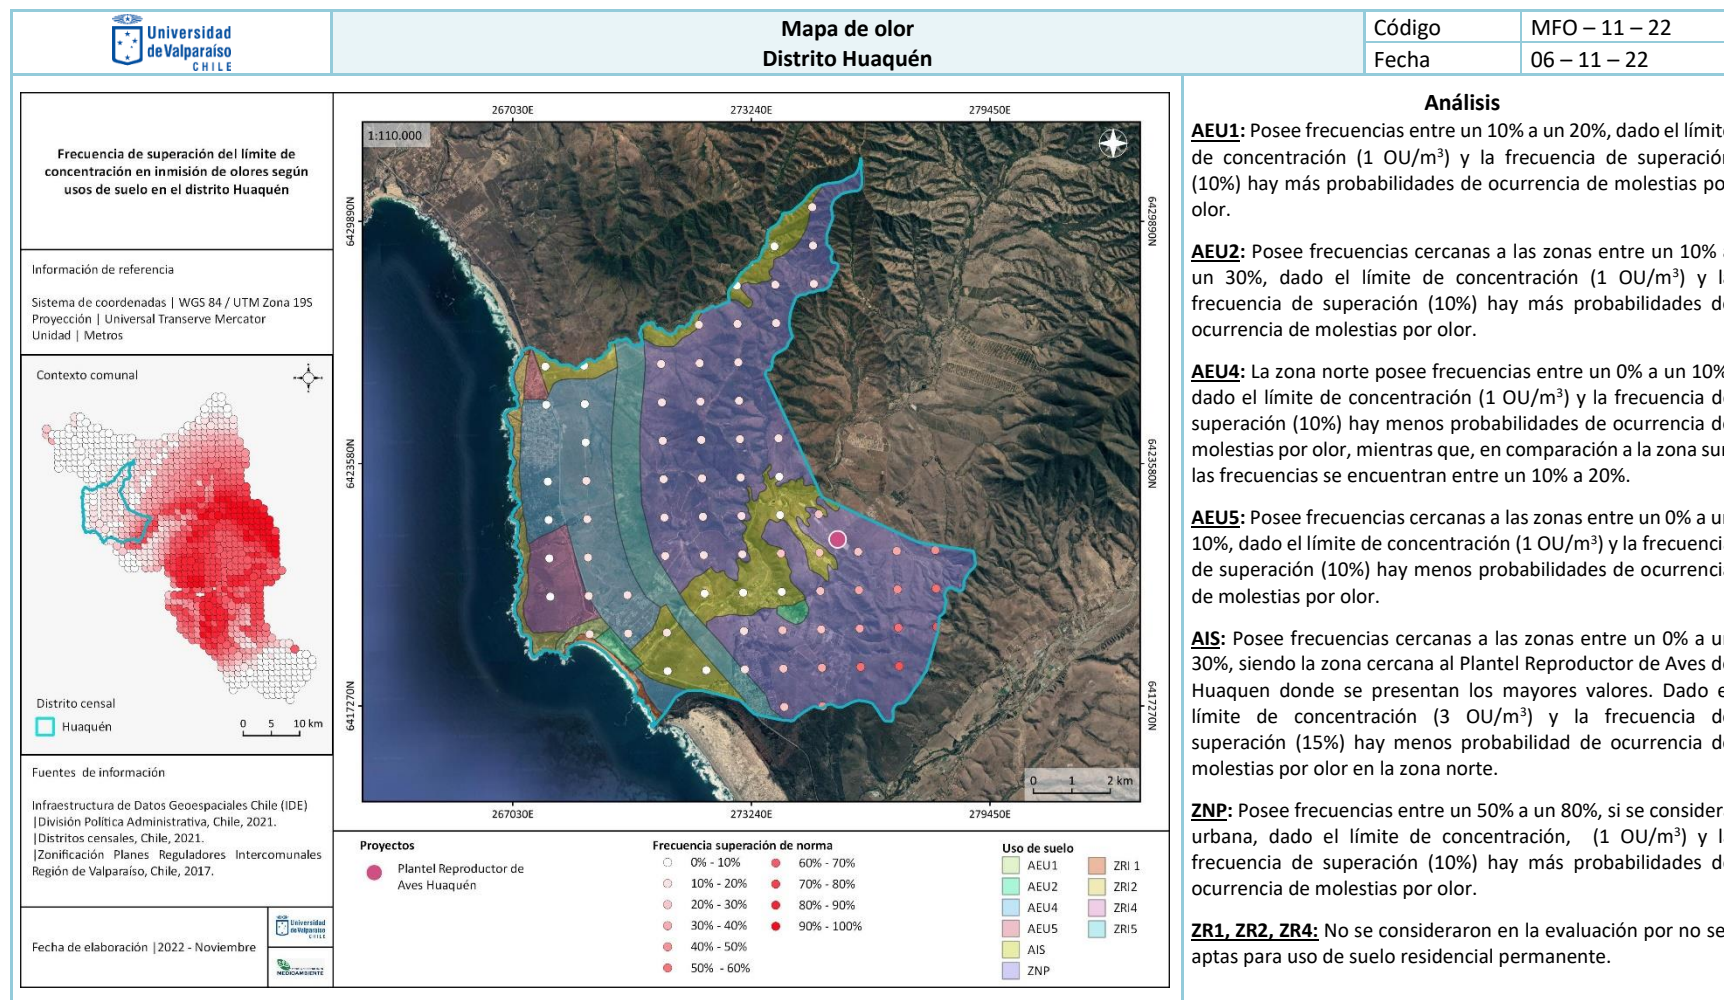 Universidad
de Valparaíso
CHILE
Mapa de olor
Distrito Huaquén
Código
MFO – 11 – 22
Fecha
06 – 11 – 22
Frecuencia de superación del límite de
concentración en inmisión de olores según
usos de suelo en el distrito Huaquén
Información de referencia
Sistema de coordenadas | WGS 84 / UTM Zona 19S
Proyección | Universal Transerve Mercator
Unidad | Metros
Contexto comunal
Distrito censal
Huaquén
0 5 10 km
Fuentes de información
Infraestructura de Datos Geoespaciales Chile (IDE)
|División Política Administrativa, Chile, 2021.
|Distritos censales, Chile, 2021.
|Zonificación Planes Reguladores Intercomunales
Región de Valparaíso, Chile, 2017.
Fecha de elaboración |2022 - Noviembre
Universidad
de Valparaíso
CHILE
MEDIOAMBIENTE
267030E
273240E
279450E
1:110.000
6429890N
6423580N
6417270N
6429890N
6423580N
6417270N
0 1 2 km
267030E
273240E
279450E
Proyectos
Plantel Reproductor de
Aves Huaquén
Frecuencia superación de norma
0% - 10%
10% - 20%
20% - 30%
30% - 40%
40% - 50%
50% - 60%
60% - 70%
70% - 80%
80% - 90%
90% - 100%
Uso de suelo
AEU1
AEU2
AEU4
AEU5
AIS
ZNP
ZRI 1
ZRI2
ZRI4
ZRI5
Análisis
AEU1: Posee frecuencias entre un 10% a un 20%, dado el límite
de concentración (1 OU/m³) y la frecuencia de superación
(10%) hay más probabilidades de ocurrencia de molestias po
olor.
AEU2: Posee frecuencias cercanas a las zonas entre un 10% a
un 30%, dado el límite de concentración (1 OU/m³) y l
frecuencia de superación (10%) hay más probabilidades d
ocurrencia de molestias por olor.
AEU4: La zona norte posee frecuencias entre un 0% a un 10%
dado el límite de concentración (1 OU/m³) y la frecuencia d
superación (10%) hay menos probabilidades de ocurrencia d
molestias por olor, mientras que, en comparación a la zona sur
las frecuencias se encuentran entre un 10% a 20%.
AEU5: Posee frecuencias cercanas a las zonas entre un 0% a u
10%, dado el límite de concentración (1 OU/m³) y la frecuenci
de superación (10%) hay menos probabilidades de ocurrencia
de molestias por olor.
AIS: Posee frecuencias cercanas a las zonas entre un 0% a u
30%, siendo la zona cercana al Plantel Reproductor de Aves d
Huaquen donde se presentan los mayores valores. Dado e
límite de concentración (3 OU/m³) y la frecuencia d
superación (15%) hay menos probabilidad de ocurrencia d
molestias por olor en la zona norte.
ZNP: Posee frecuencias entre un 50% a un 80%, si se consider
urbana, dado el límite de concentración, (1 OU/m³) y l
frecuencia de superación (10%) hay más probabilidades d
ocurrencia de molestias por olor.
ZR1, ZR2, ZR4: No se consideraron en la evaluación por no se
aptas para uso de suelo residencial permanente.